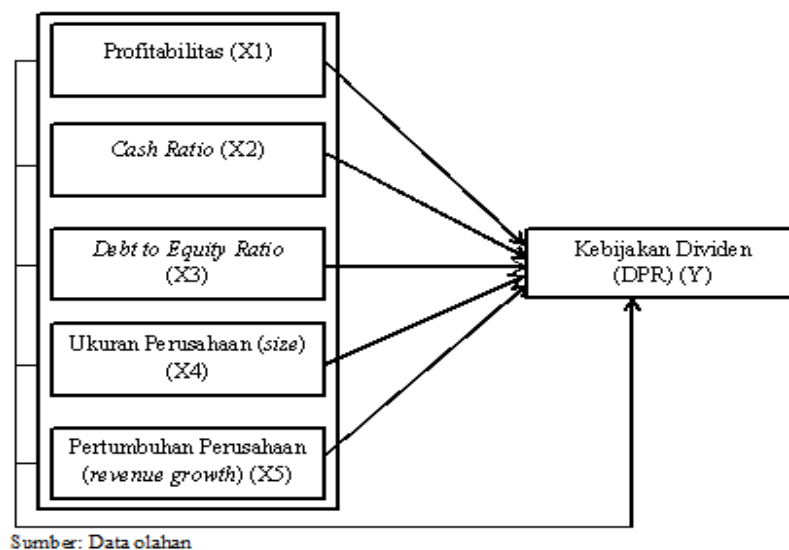 Profitabilitas (X1)
Cash Ratio (X2)
Debt to Equity Ratio
(X3)
Kebijakan Dividen
(DPR) (Y)
Ukuran Perusahaan (size)
(X4)
Pertumbuhan Perusahaan
(revenue growth) (X5)
Sumber: Data olahan